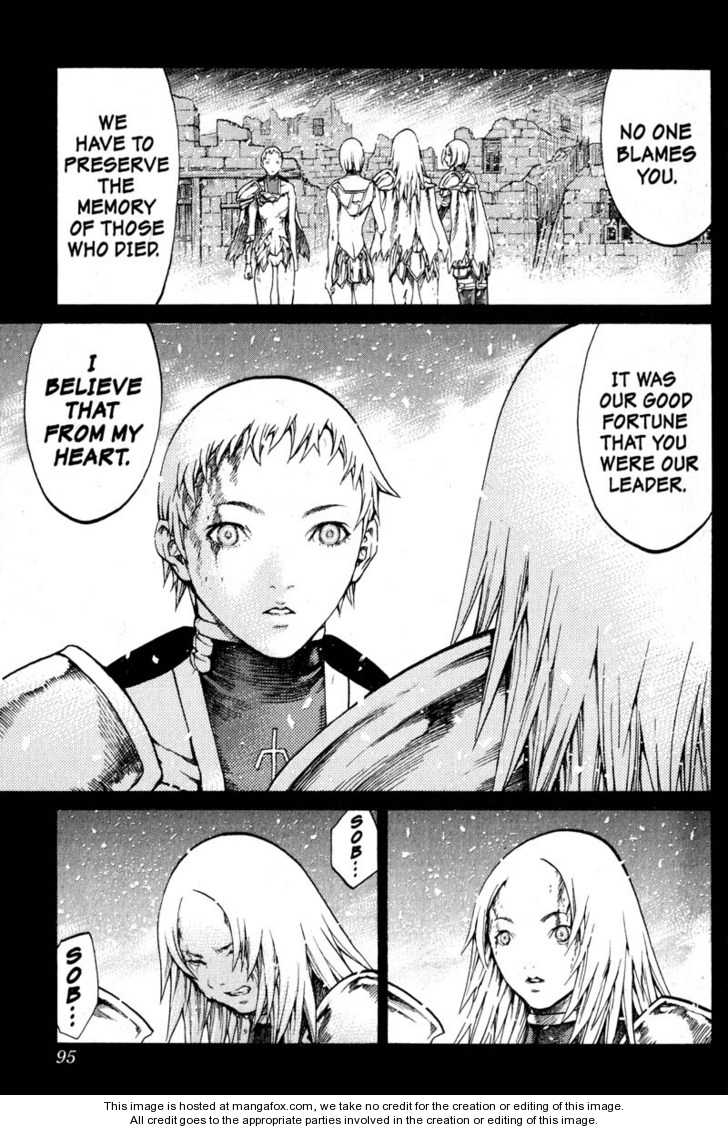 NO ONE
BLAMES
YOU.
WE
HAVE TO
PRESERVE
THE
MEMORY
OF THOSE
WHO DIED.
IT WAS
OUR GOOD
FORTUNE
THAT YOU
WERE OUR
LEADER.
I
BELIEVE
THAT
FROM MY
HEART.
SOB...
SOB...
95
This image is hosted at mangafox.com, we take no credit for the creation or editing of this image.
All credit goes to the appropriate parties involved in the creation or editing of this image.